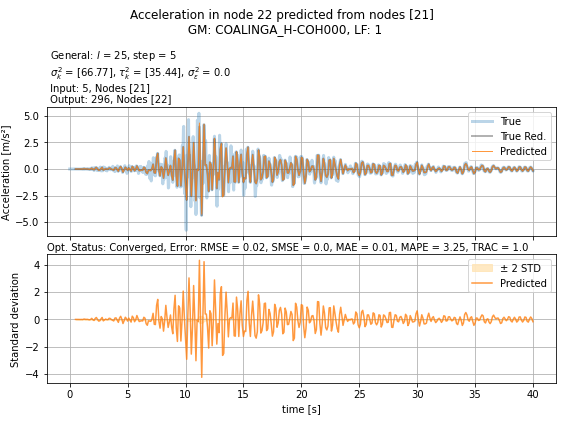 Acceleration in node 22 predicted from nodes [21]
GM: COALINGA_H-COH000, LF: 1
General: l = 25, step = 5
σ²ₖ = [66.77], τ²ₖ = [35.44], σ²ₑ = 0.0
Input: 5, Nodes [21]
Output: 296, Nodes [22]
Acceleration [m/s²]
5.0
2.5
0.0
−2.5
−5.0
True
True Red.
Predicted
Opt. Status: Converged, Error: RMSE = 0.02, SMSE = 0.0, MAE = 0.01, MAPE = 3.25, TRAC = 1.0
Standard deviation
4
2
0
−2
−4
± 2 STD
Predicted
0 5 10 15 20 25 30 35 40
time [s]